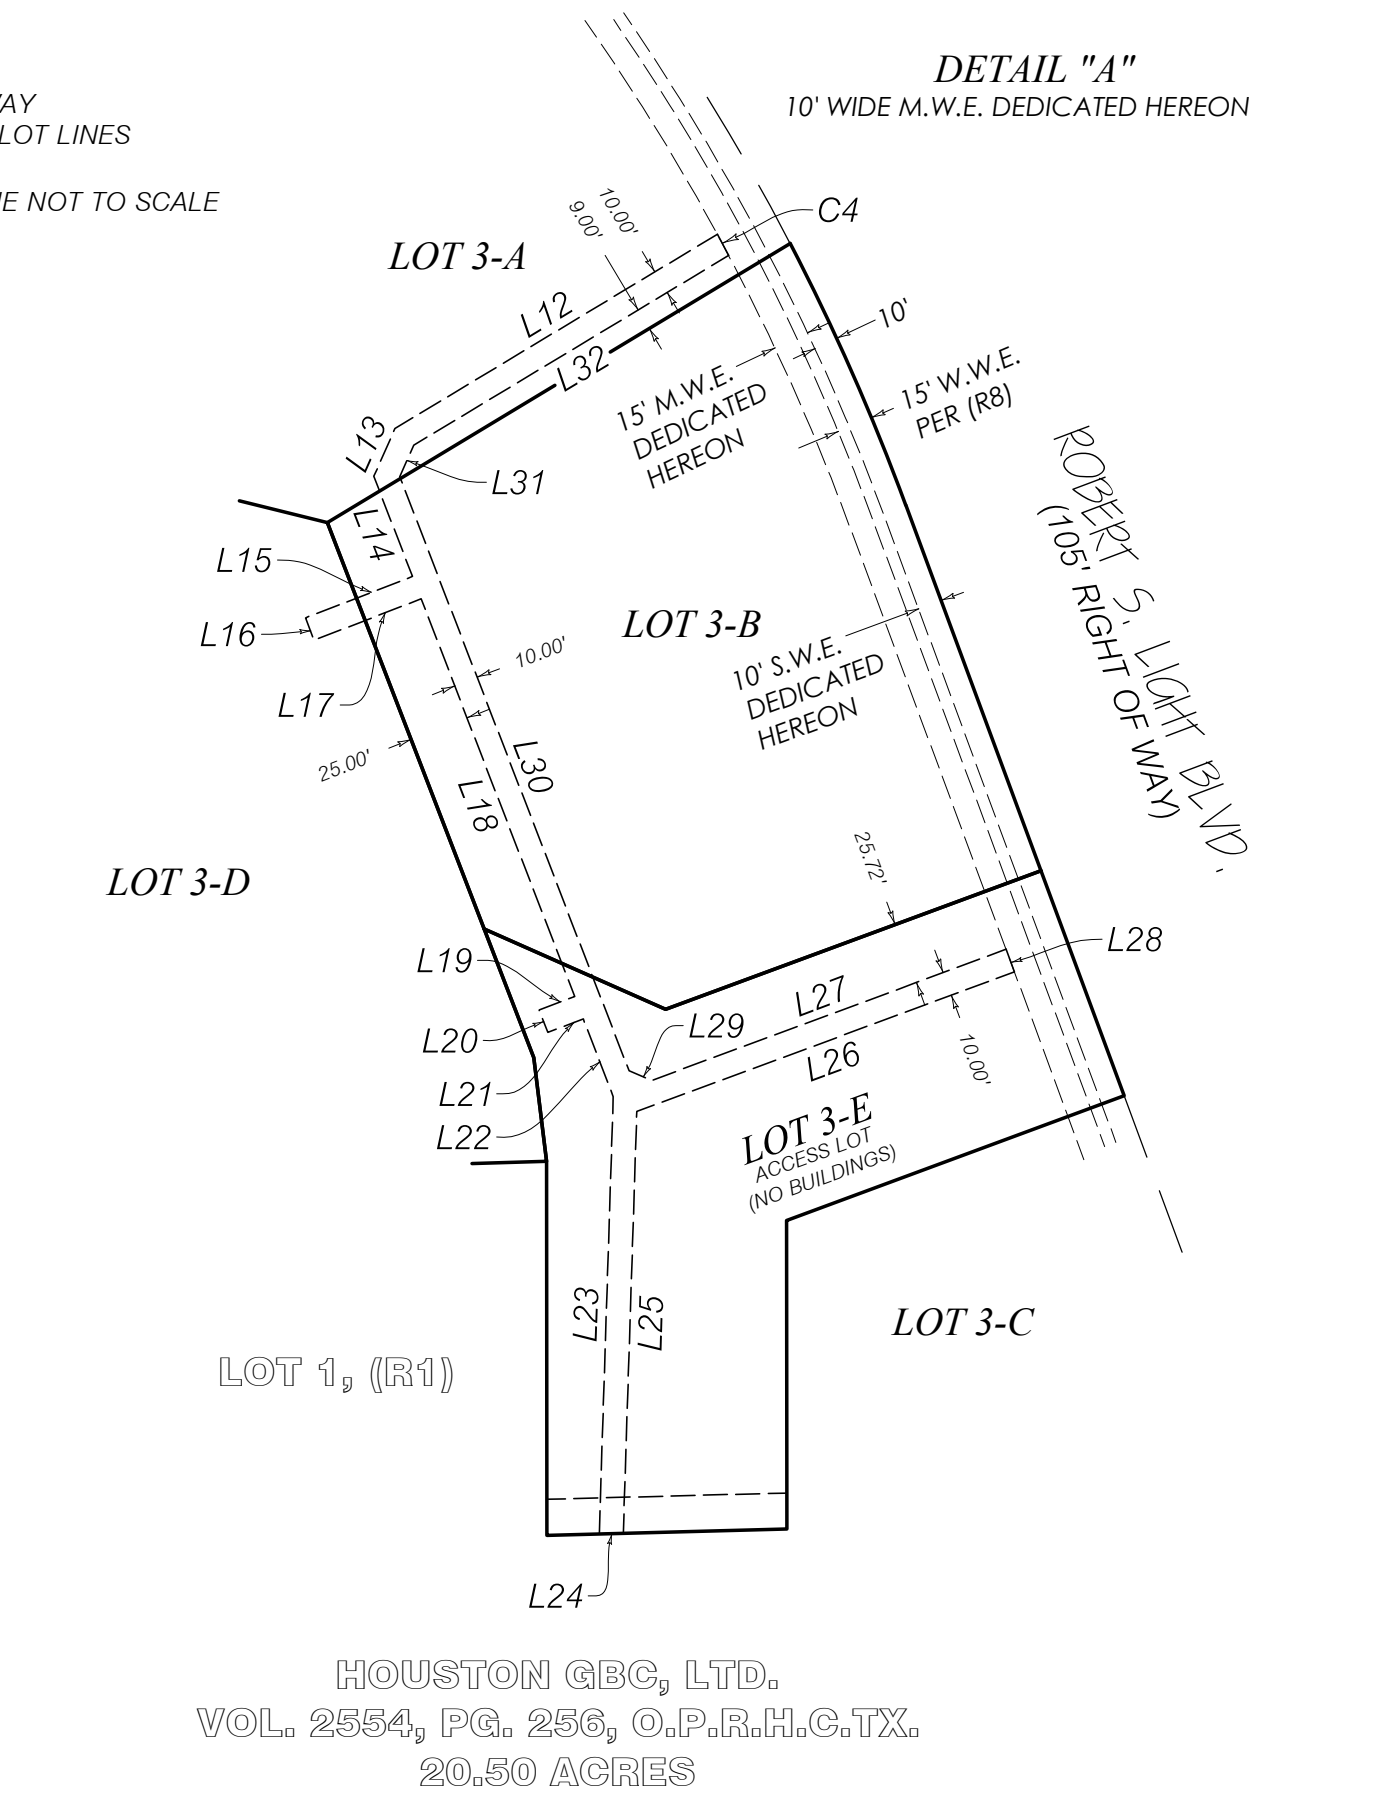 DETAIL "A"
10' WIDE M.W.E. DEDICATED HEREON
LOT LINES
NOT TO SCALE
C4
10.00'
9.00'
LOT 3-A
L12
L32
10'
15' M.W.E.
DEDICATED
HEREON
15' W.W.E.
PER (R8)
L13
L31
ROBERT S. LIGHT BLVD.
(105' RIGHT OF WAY)
L14
L15
L16
L17
LOT 3-B
10.00'
10' S.W.E.
DEDICATED
HEREON
25.00'
L30
L18
25.72'
LOT 3-D
L19
L28
L27
L20
L29
L26
10.00'
L21
L22
LOT 3-E
ACCESS LOT
(NO BUILDINGS)
L23
L25
LOT 3-C
LOT 1, (R1)
L24
HOUSTON GBC, LTD.
VOL. 2554, PG. 256, O.P.R.H.C.TX.
20.50 ACRES